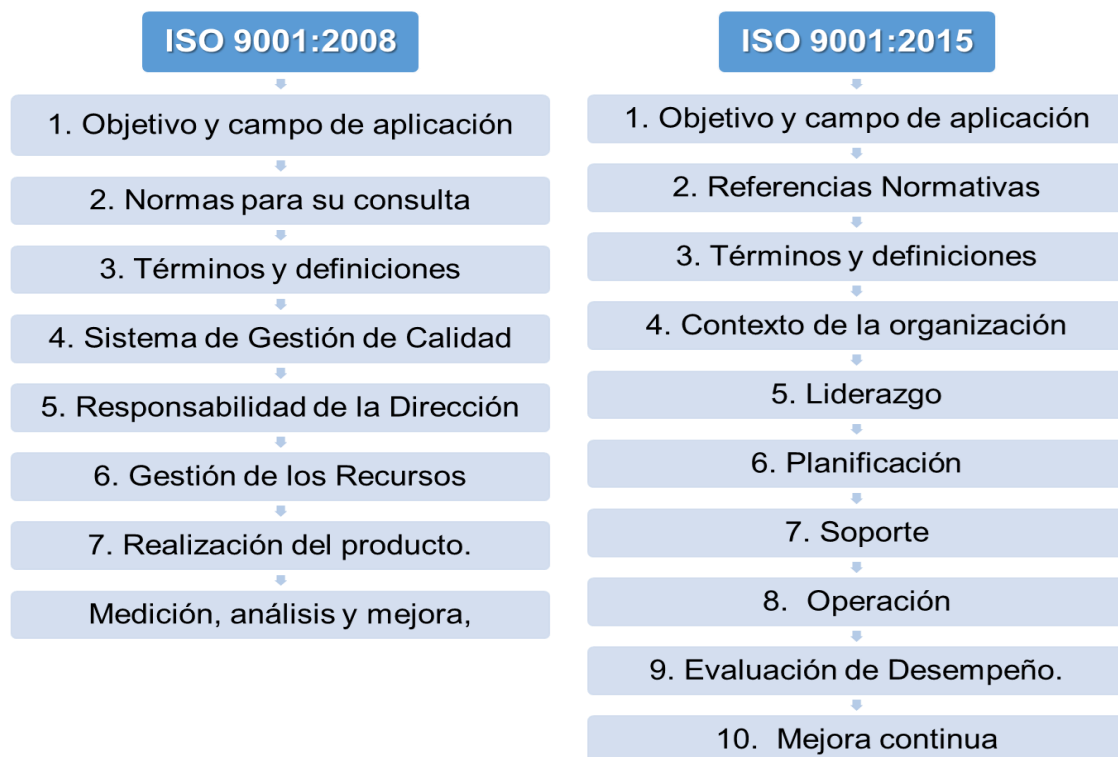 ISO 9001:2008
1. Objetivo y campo de aplicación
2. Normas para su consulta
3. Términos y definiciones
4. Sistema de Gestión de Calidad
5. Responsabilidad de la Dirección
6. Gestión de los Recursos
7. Realización del producto.
Medición, análisis y mejora,
ISO 9001:2015
1. Objetivo y campo de aplicación
2. Referencias Normativas
3. Términos y definiciones
4. Contexto de la organización
5. Liderazgo
6. Planificación
7. Soporte
8. Operación
9. Evaluación de Desempeño.
10. Mejora continua